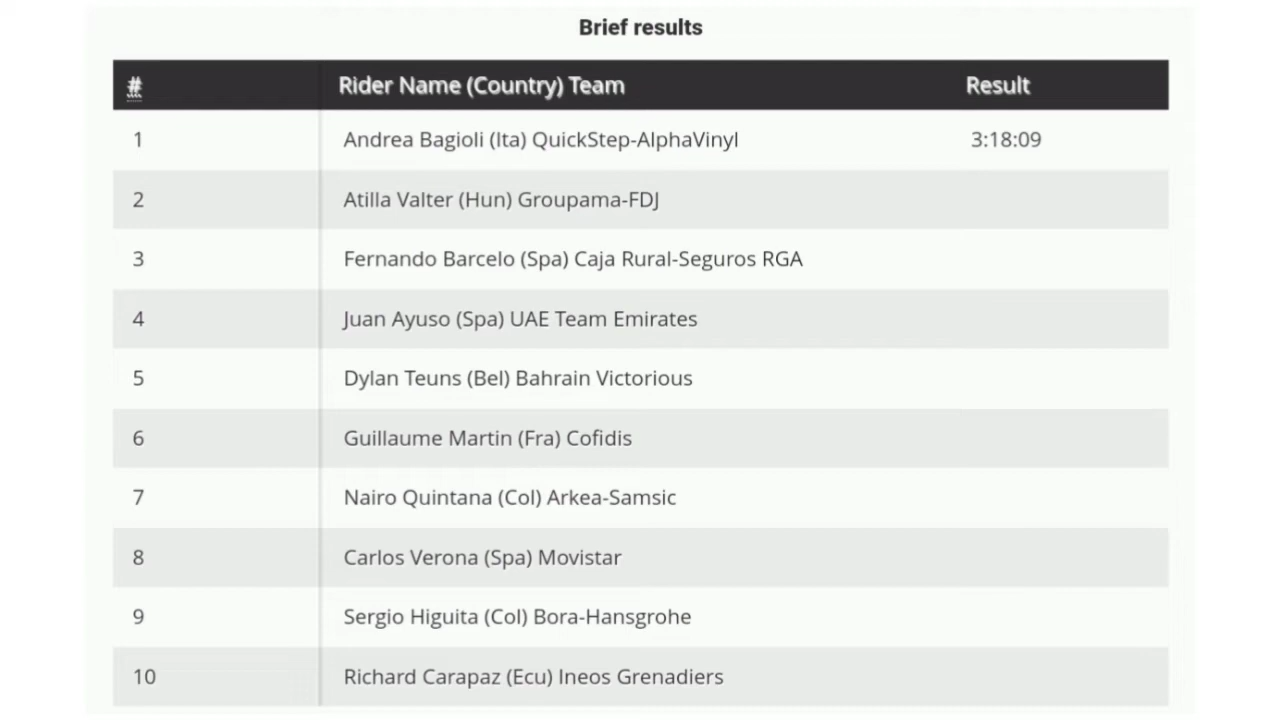 Brief results
# Rider Name (Country) Team Result
1 Andrea Bagioli (Ita) QuickStep-AlphaVinyl 3:18:09
2 Atilla Valter (Hun) Groupama-FDJ
3 Fernando Barcelo (Spa) Caja Rural-Seguros RGA
4 Juan Ayuso (Spa) UAE Team Emirates
5 Dylan Teuns (Bel) Bahrain Victorious
6 Guillaume Martin (Fra) Cofidis
7 Nairo Quintana (Col) Arkea-Samsic
8 Carlos Verona (Spa) Movistar
9 Sergio Higuita (Col) Bora-Hansgrohe
10 Richard Carapaz (Ecu) Ineos Grenadiers